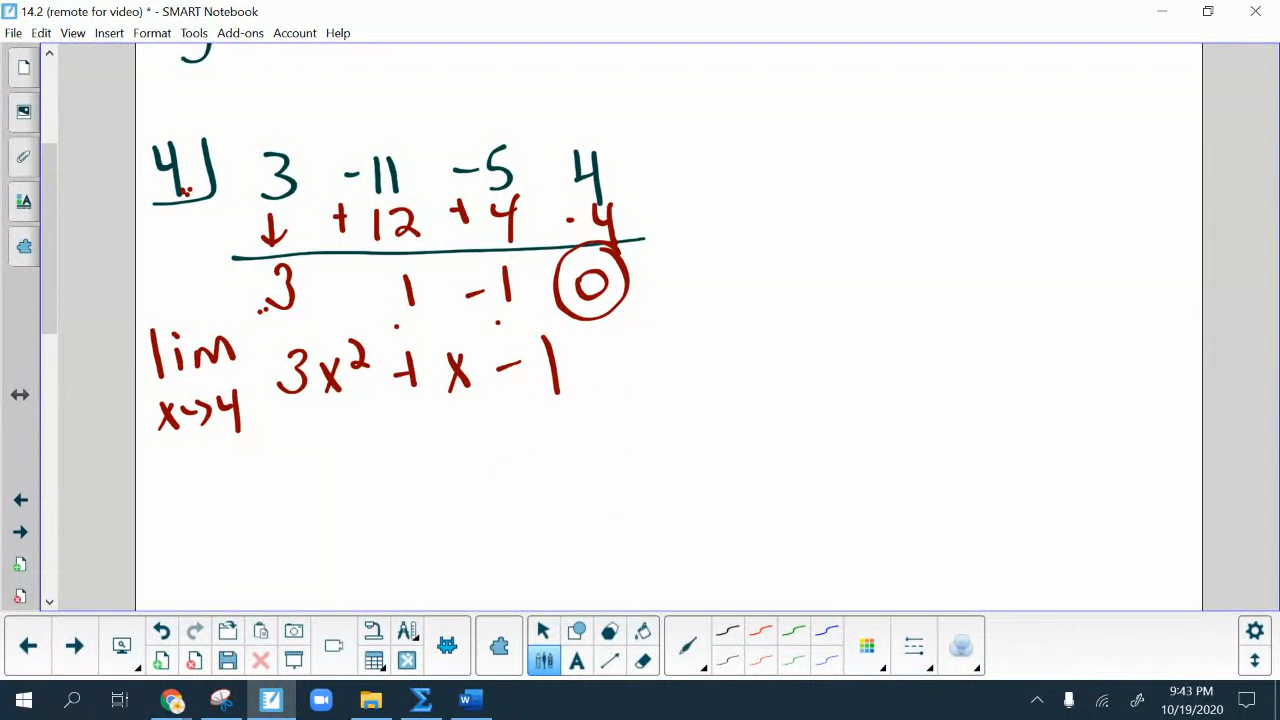 14.2 (remote for video) * - SMART Notebook
File Edit View Insert Format Tools Add-ons Account Help
4 3 -11 -5 4
↓ +12 +4 -4
3 1 -1 0
lim 3x² + x - 1
x->4
9:43 PM
10/19/2020